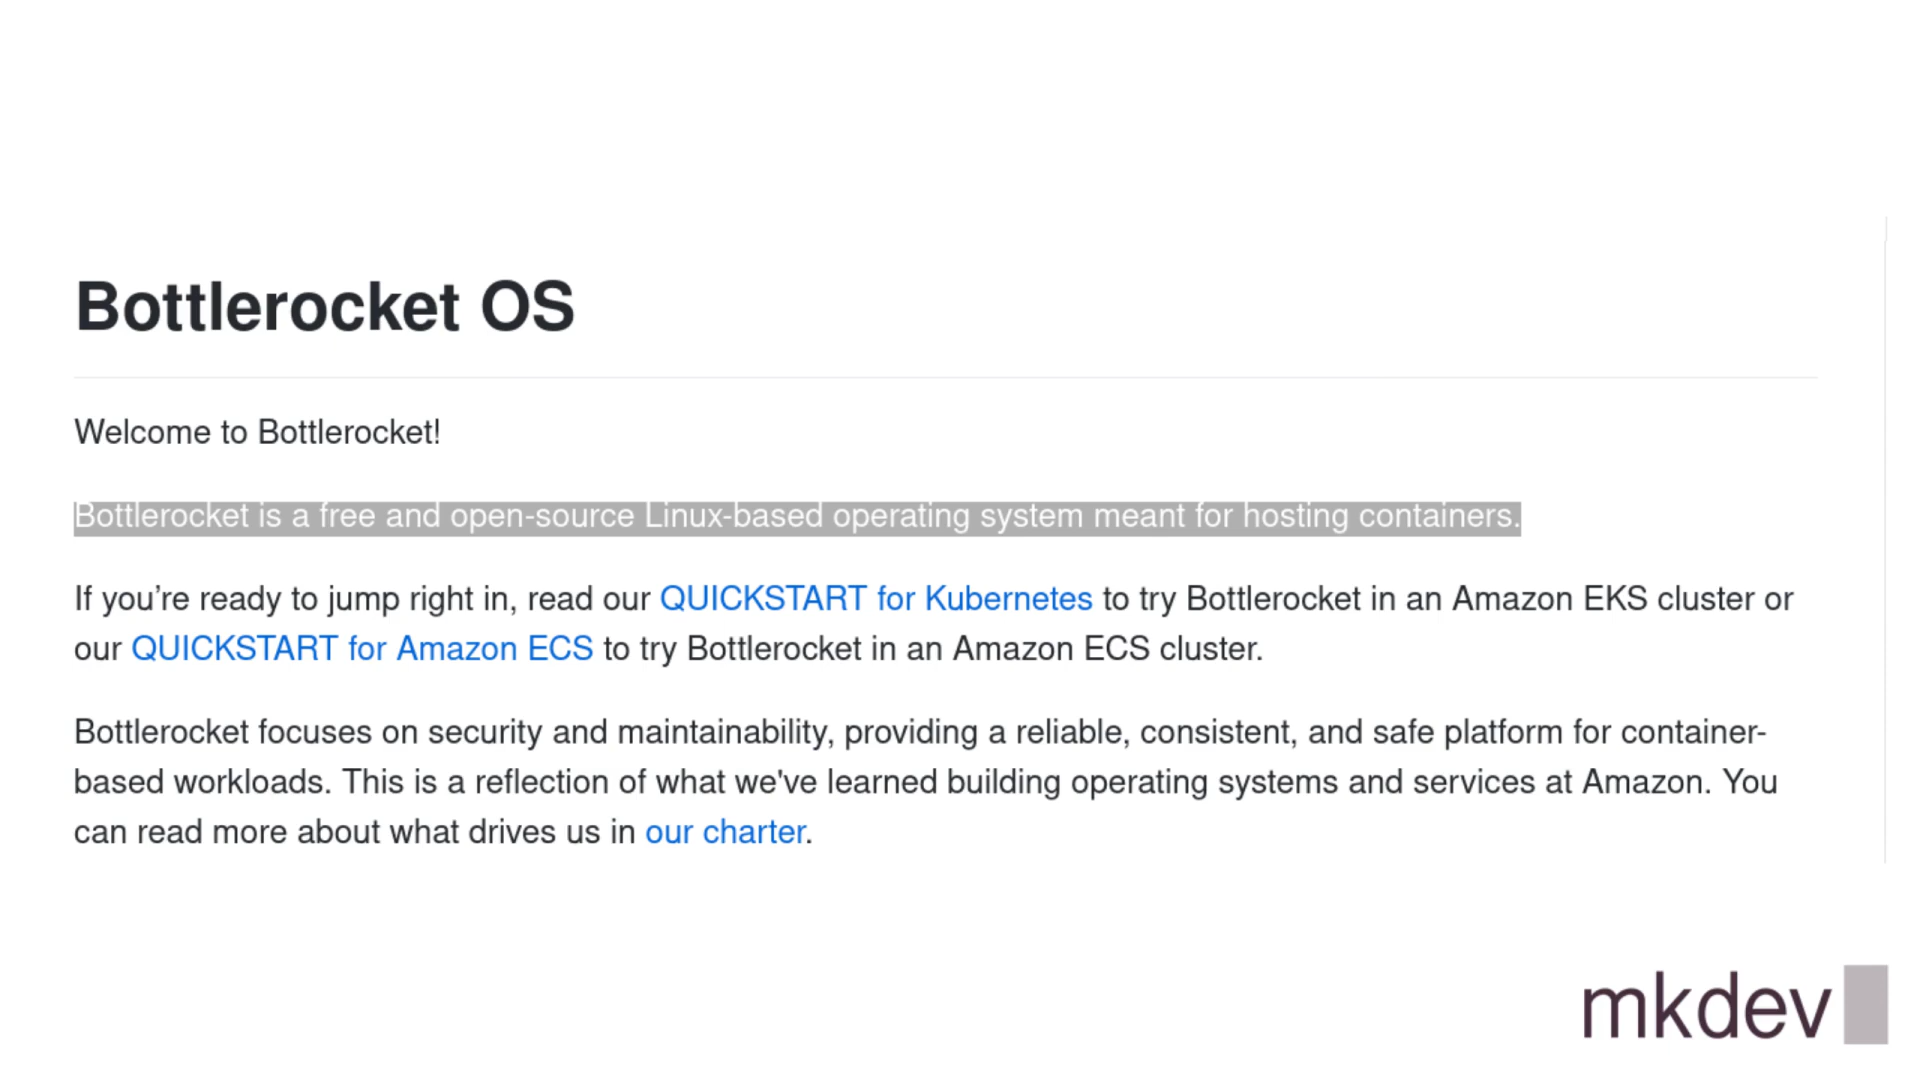 Bottlerocket OS
Welcome to Bottlerocket!
Bottlerocket is a free and open-source Linux-based operating system meant for hosting containers.
If you’re ready to jump right in, read our QUICKSTART for Kubernetes to try Bottlerocket in an Amazon EKS cluster or
our QUICKSTART for Amazon ECS to try Bottlerocket in an Amazon ECS cluster.
Bottlerocket focuses on security and maintainability, providing a reliable, consistent, and safe platform for container-
based workloads. This is a reflection of what we've learned building operating systems and services at Amazon. You
can read more about what drives us in our charter.
mkdev